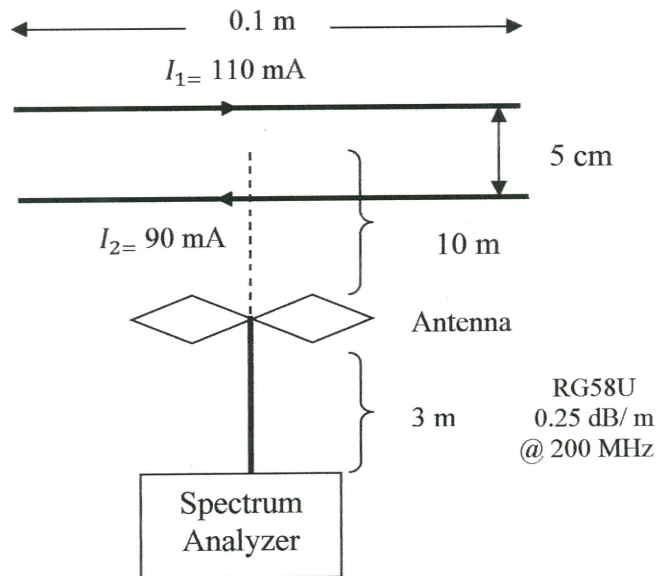 0.1 m
I₁₌ 110 mA
5 cm
I₂₌ 90 mA
10 m
Antenna
3 m
RG58U
0.25 dB/ m
@ 200 MHz
Spectrum
Analyzer